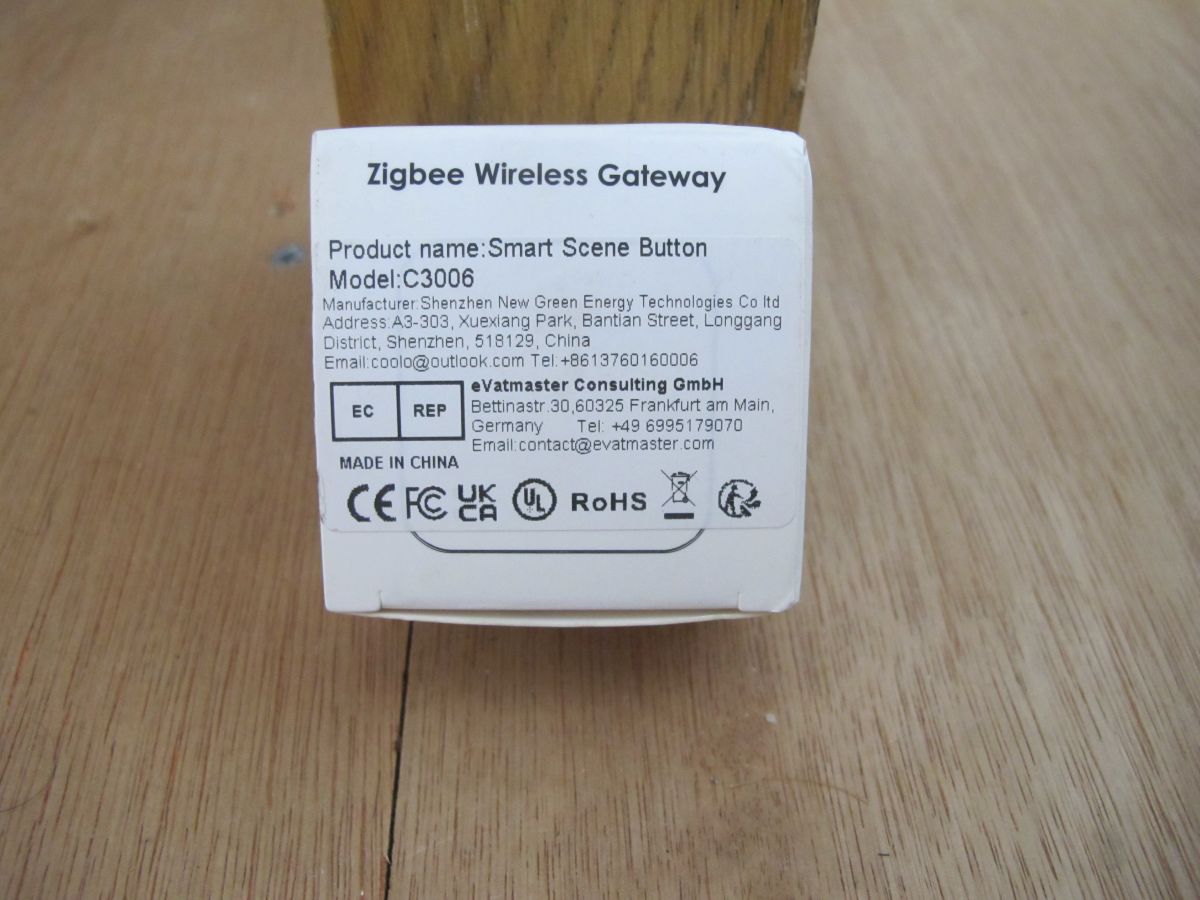 Zigbee Wireless Gateway
Product name:Smart Scene Button
Model:C3006
Manufacturer:Shenzhen New Green Energy Technologies Co ltd
Address:A3-303, Xuexiang Park, Bantian Street, Longgang
District, Shenzhen, 518129, China
Email:coolo@outlook.com Tel:+8613760160006
EC REP
eVatmaster Consulting GmbH
Bettinastr.30,60325 Frankfurt am Main,
Germany Tel: +49 6995179070
Email:contact@evatmaster.com
MADE IN CHINA
CE FC UK CA UL RoHS